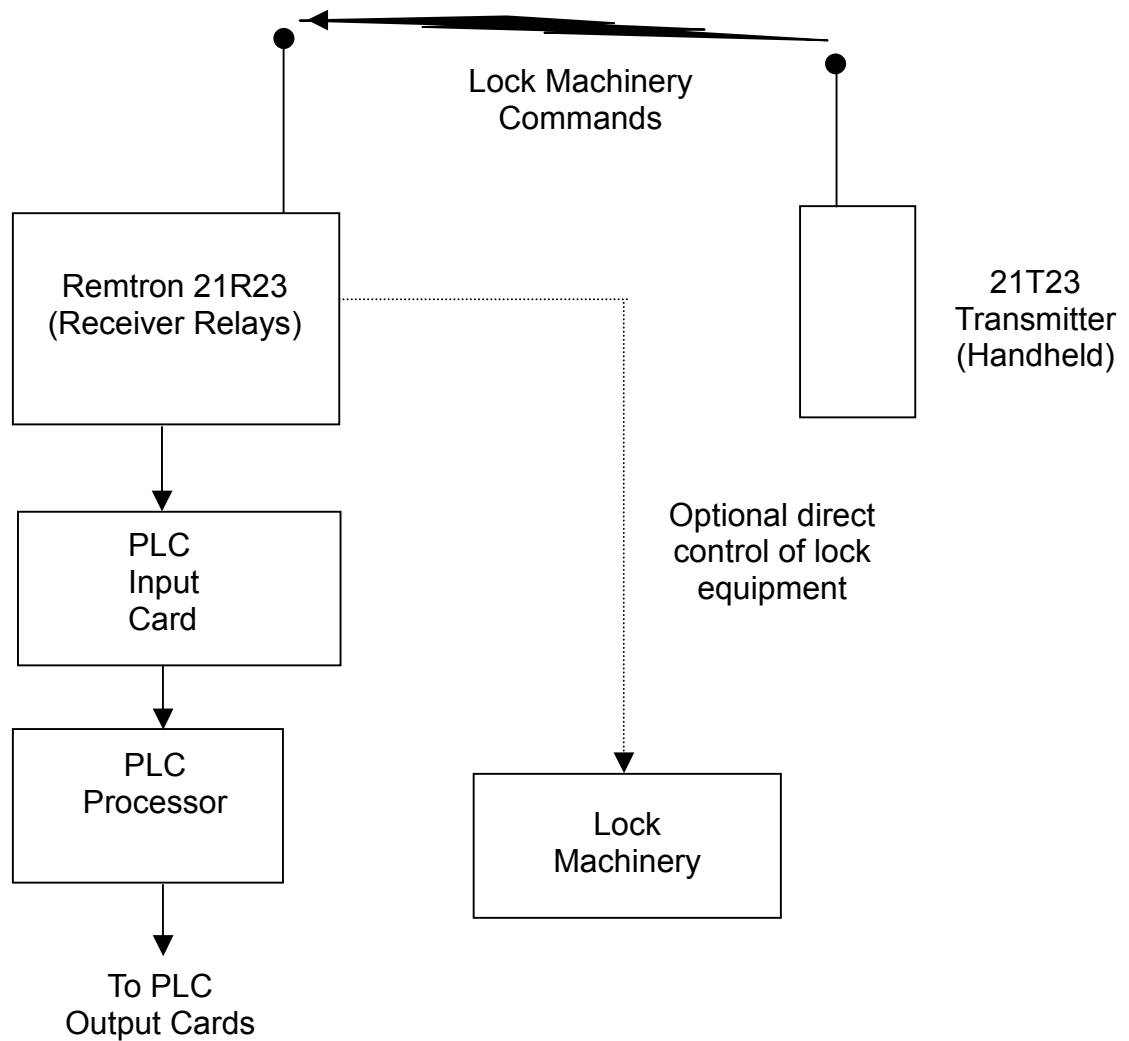 Lock Machinery
Commands
Remtron 21R23
(Receiver Relays)
21T23
Transmitter
(Handheld)
PLC
Input
Card
Optional direct
control of lock
equipment
PLC
Processor
Lock
Machinery
To PLC
Output Cards